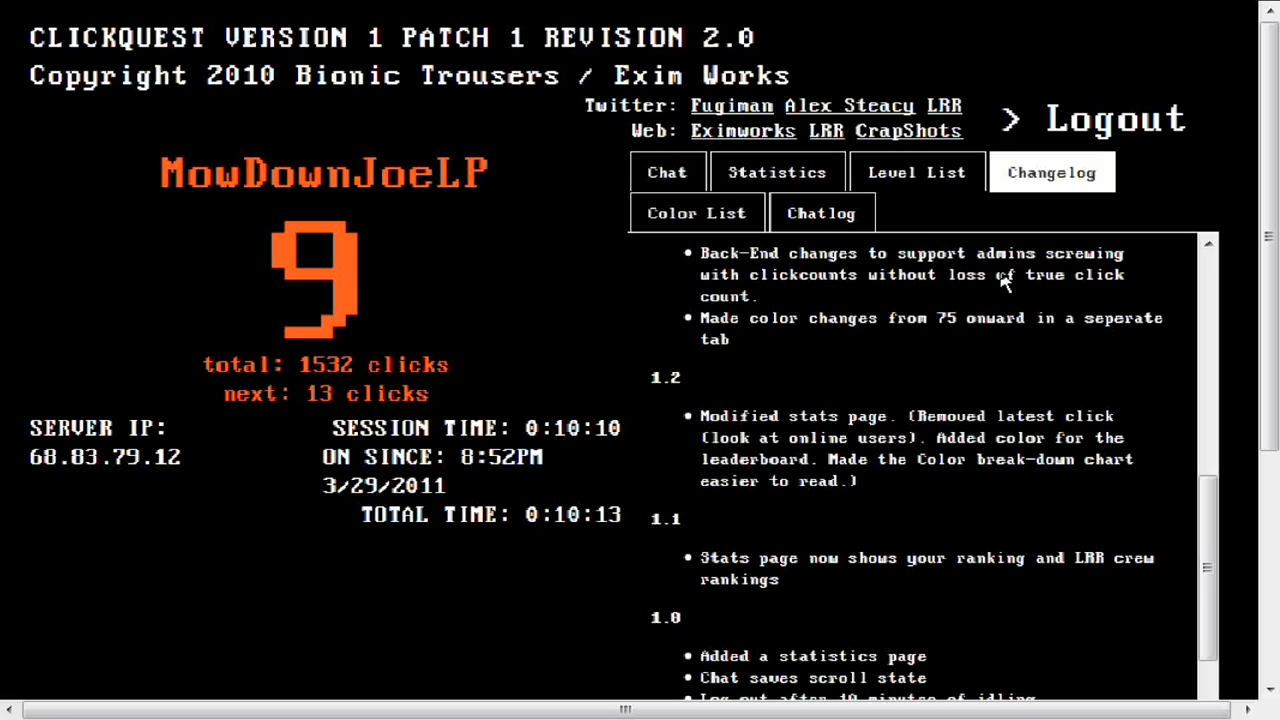 CLICKQUEST VERSION 1 PATCH 1 REVISION 2.0
Copyright 2010 Bionic Trousers / Exim Works
Twitter: Fugiman Alex Steacy LRR
Web: Eximworks LRR CrapShots
> Logout
MowDownJoeLP
9
total: 1532 clicks
next: 13 clicks
SERVER IP:
68.83.79.12
SESSION TIME: 0:10:10
ON SINCE: 8:52PM
3/29/2011
TOTAL TIME: 0:10:13
Chat Statistics Level List Changelog
Color List Chatlog
• Back-End changes to support admins screwing
with clickcounts without loss of true click
count.
• Made color changes from 75 onward in a seperate
tab
1.2
• Modified stats page. (Removed latest click
(look at online users). Added color for the
leaderboard. Made the Color break-down chart
easier to read.)
1.1
• Stats page now shows your ranking and LRR crew
rankings
1.0
• Added a statistics page
• Chat saves scroll state
• Log out after 10 minutes of idling